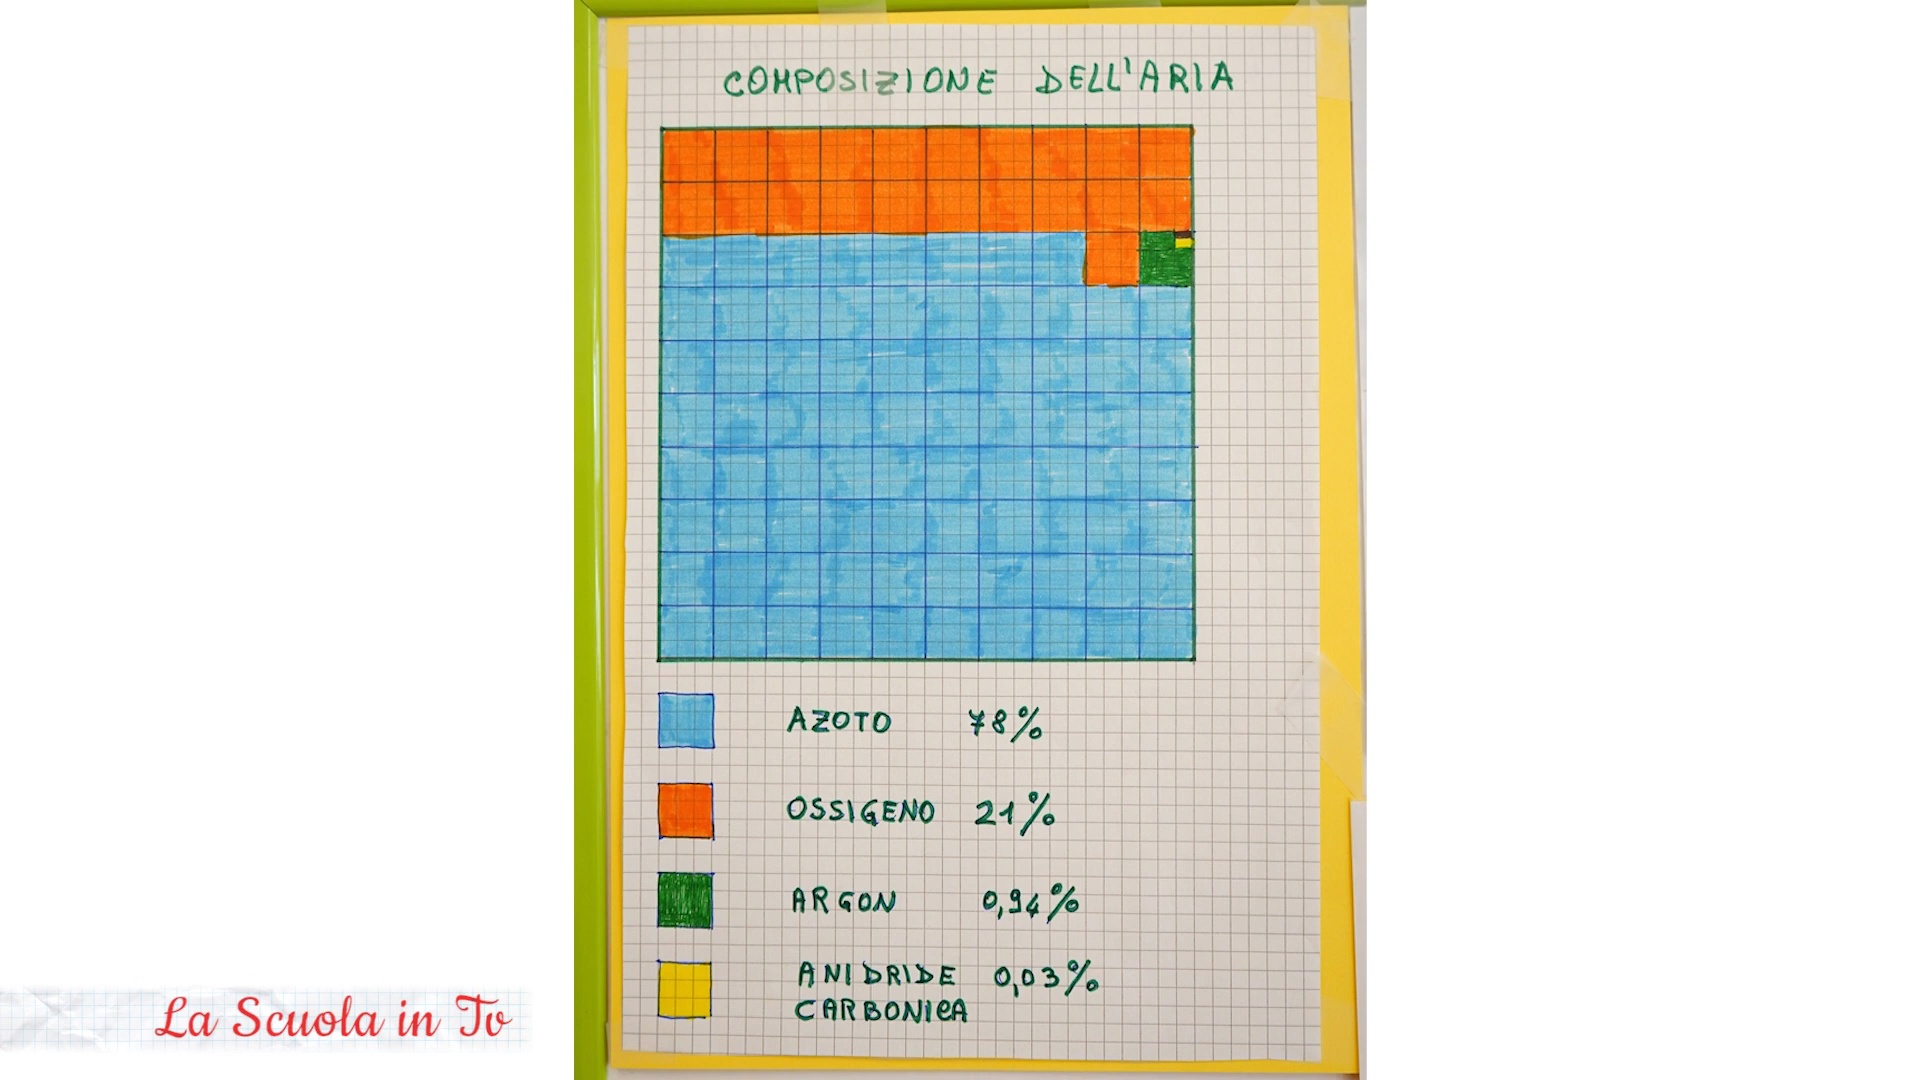 COMPOSIZIONE DELL'ARIA
AZOTO 78%
OSSIGENO 21%
ARGON 0,94%
ANIDRIDE 0,03%
CARBONICA
La Scuola in Tv